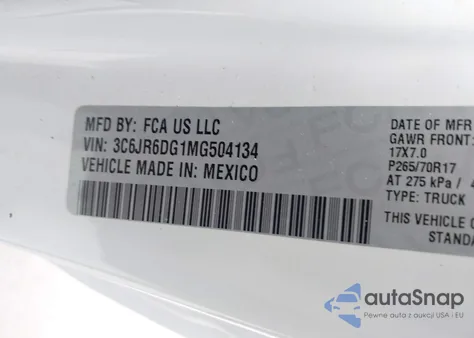 MFD BY: FCA US LLC
VIN: 3C6JR6DG1MG504134
VEHICLE MADE IN: MEXICO
DATE OF MFR
GAWR FRONT:
17X7.0
P265/70R17
AT 275 kPa /
TYPE: TRUCK
THIS VEHICLE
STANDA
autoSnap
Pewne auta z aukcji USA i EU